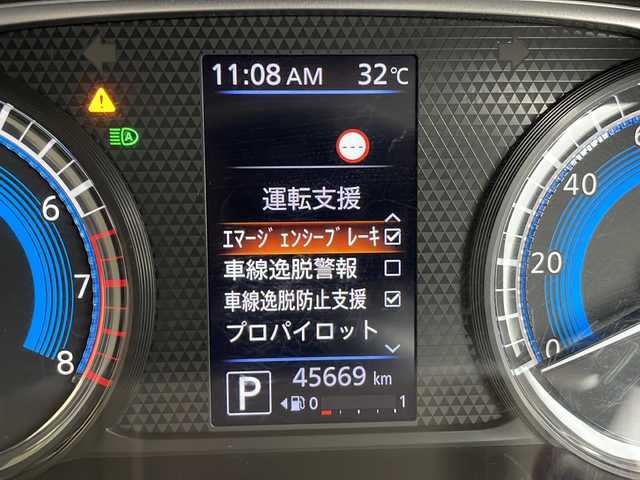 11:08 AM 32℃
運転支援
エマージェンシーブレーキ
車線逸脱警報
車線逸脱防止支援
プロパイロット
P 45669 km
0 1
6
7
8
40
20
0
A